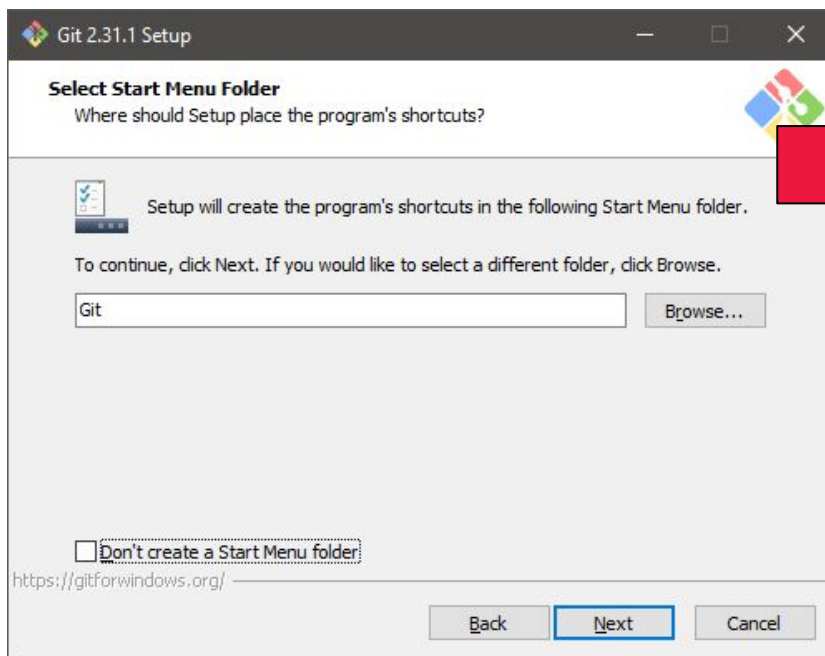 Git 2.31.1 Setup
Select Start Menu Folder
Where should Setup place the program's shortcuts?
Setup will create the program's shortcuts in the following Start Menu folder.
To continue, click Next. If you would like to select a different folder, click Browse.
Git
Browse...
Don't create a Start Menu folder
https://gitforwindows.org/
Back
Next
Cancel